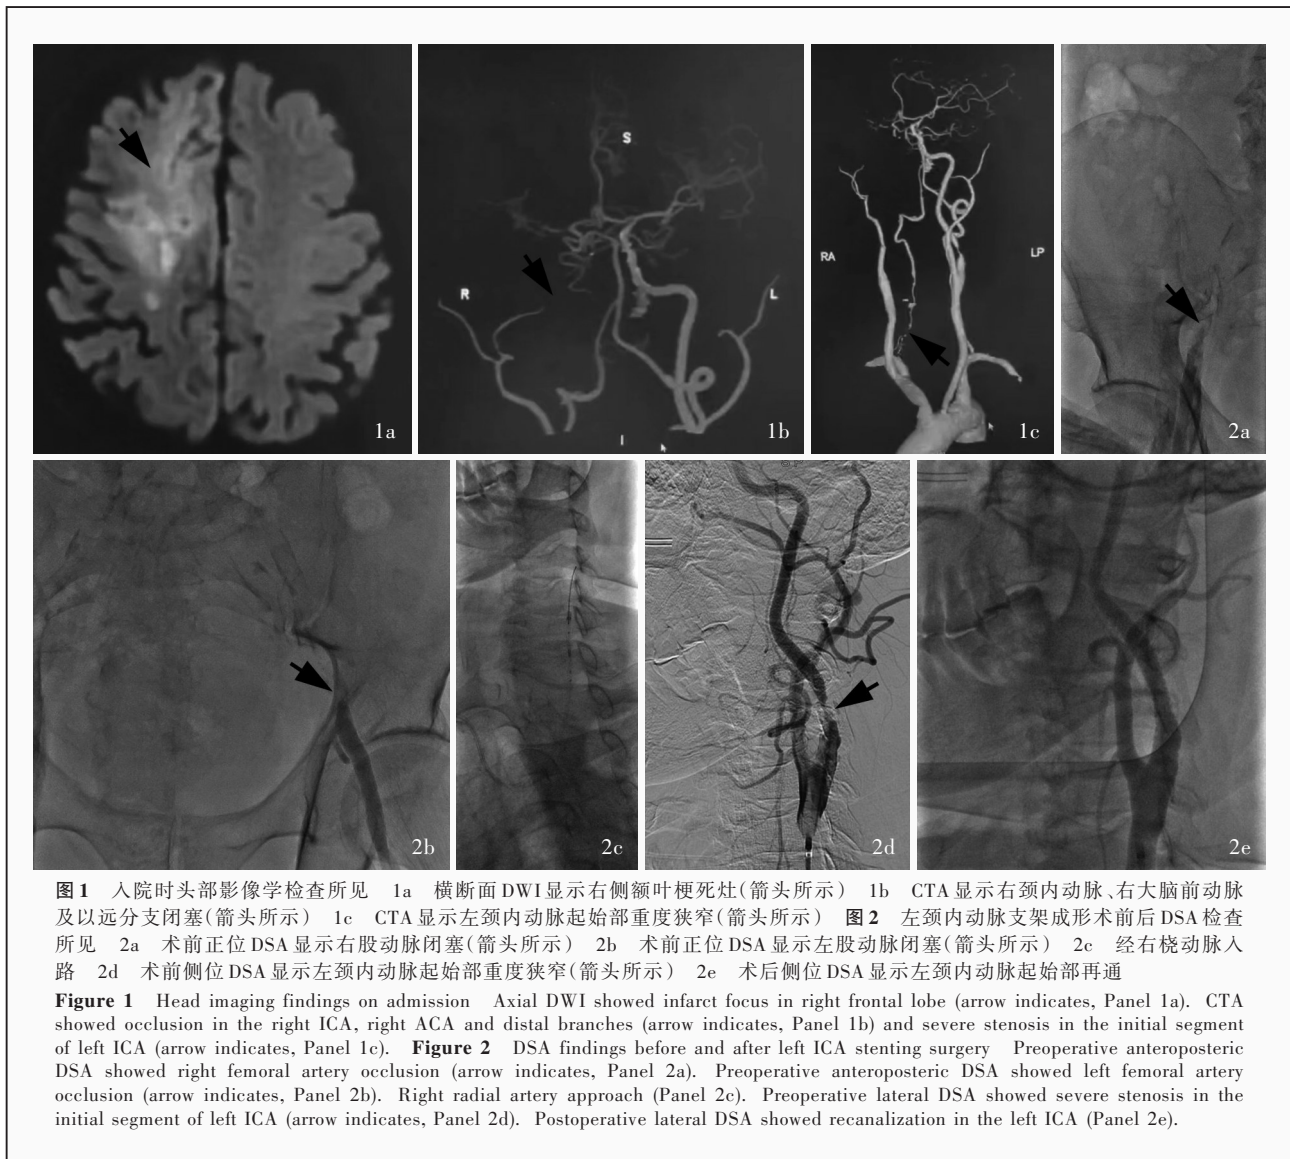 1a
S
R
L
I
1b
RA
LP
1c
2a
2b
2c
2d
2e
图1 入院时头部影像学检查所见 1a 横断面DWI显示右侧额叶梗死灶(箭头所示) 1b CTA显示右颈内动脉、右大脑前动脉
及以远分支闭塞(箭头所示) 1c CTA显示左颈内动脉起始部重度狭窄(箭头所示) 图2 左颈内动脉支架成形术前后DSA检查
所见 2a 术前正位DSA显示右股动脉闭塞(箭头所示) 2b 术前正位DSA显示左股动脉闭塞(箭头所示) 2c 经右桡动脉入
路 2d 术前侧位DSA显示左颈内动脉起始部重度狭窄(箭头所示) 2e 术后侧位DSA显示左颈内动脉起始部再通
Figure 1 Head imaging findings on admission Axial DWI showed infarct focus in right frontal lobe (arrow indicates, Panel 1a). CTA
showed occlusion in the right ICA, right ACA and distal branches (arrow indicates, Panel 1b) and severe stenosis in the initial segment
of left ICA (arrow indicates, Panel 1c). Figure 2 DSA findings before and after left ICA stenting surgery Preoperative anteroposteric
DSA showed right femoral artery occlusion (arrow indicates, Panel 2a). Preoperative anteroposteric DSA showed left femoral artery
occlusion (arrow indicates, Panel 2b). Right radial artery approach (Panel 2c). Preoperative lateral DSA showed severe stenosis in the
initial segment of left ICA (arrow indicates, Panel 2d). Postoperative lateral DSA showed recanalization in the left ICA (Panel 2e).